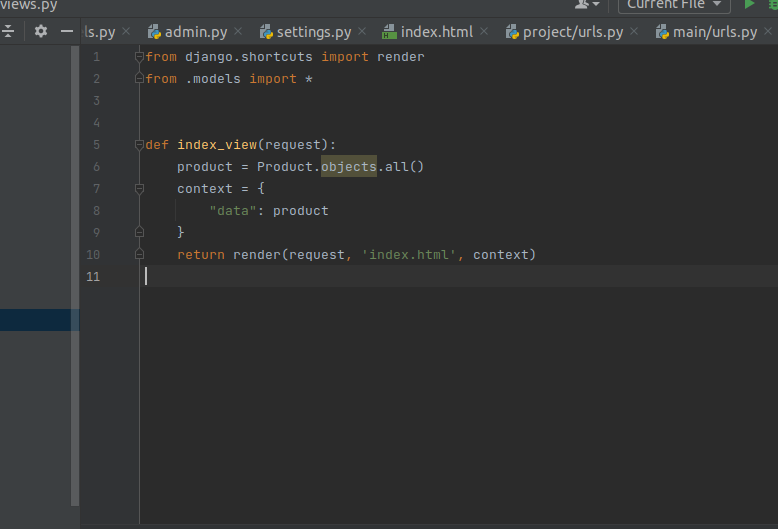 views.py
Current File
ls.py
admin.py
settings.py
index.html
project/urls.py
main/urls.py
1 from django.shortcuts import render
2 from .models import *
3
4
5 def index_view(request):
6     product = Product.objects.all()
7     context = {
8         "data": product
9     }
10     return render(request, 'index.html', context)
11